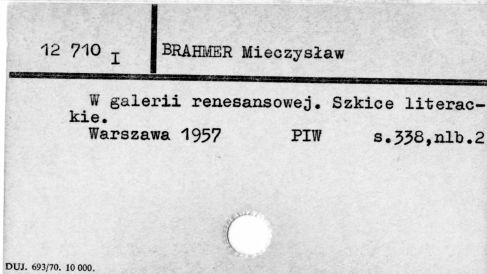 12 710 I BRAHMER Mieczysław
W galerii renesansowej. Szkice literac-
kie.
Warszawa 1957 PIW s.338,nlb.2
DUJ. 693/70. 10 000.